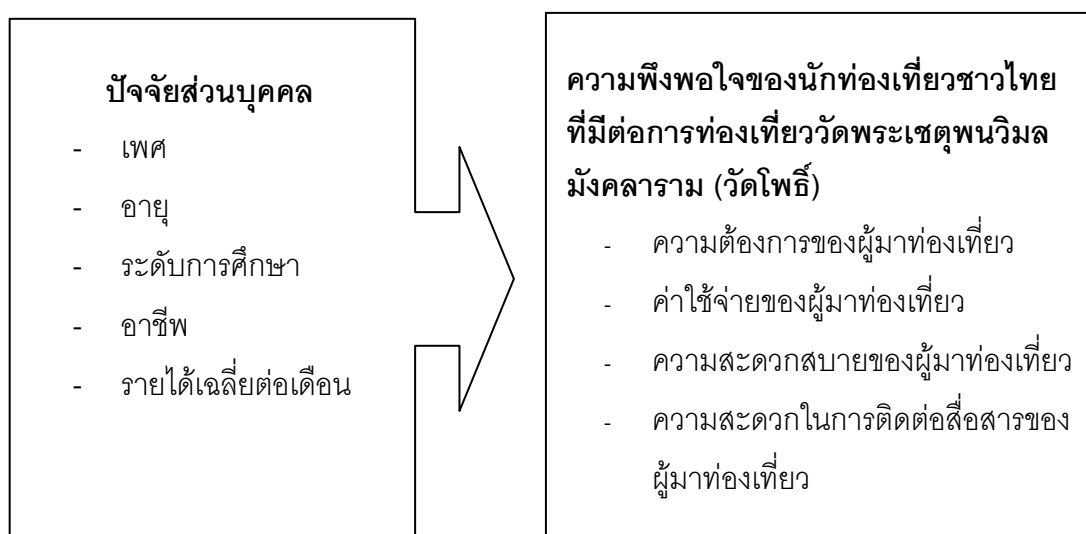 ปัจจัยส่วนบุคคล
- เพศ
- อายุ
- ระดับการศึกษา
- อาชีพ
- รายได้เฉลี่ยต่อเดือน
ความพึงพอใจของนักท่องเที่ยวชาวไทย
ที่มีต่อการท่องเที่ยววัดพระเชตุพนวิมล
มังคลาราม (วัดโพธิ์)
- ความต้องการของผู้มาท่องเที่ยว
- ค่าใช้จ่ายของผู้มาท่องเที่ยว
- ความสะดวกสบายของผู้มาท่องเที่ยว
- ความสะดวกในการติดต่อสื่อสารของ
ผู้มาท่องเที่ยว